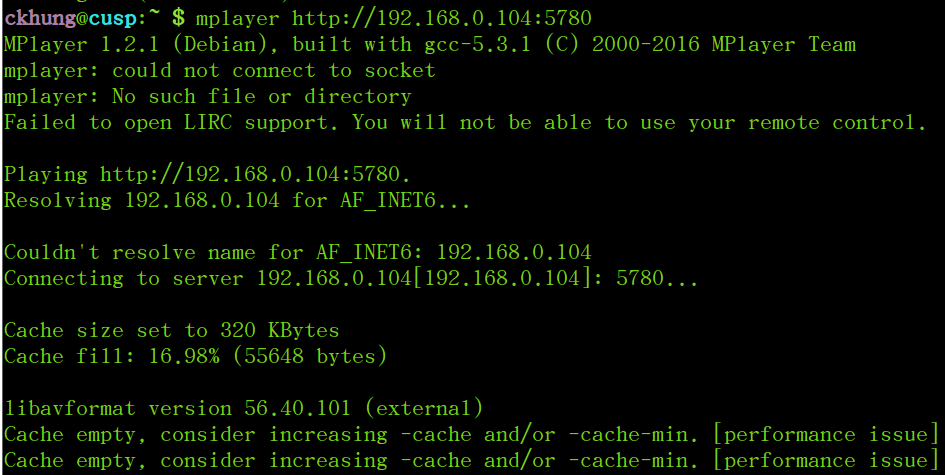 ckhung@cusp:~ $ mplayer http://192.168.0.104:5780
MPlayer 1.2.1 (Debian), built with gcc-5.3.1 (C) 2000-2016 MPlayer Team
mplayer: could not connect to socket
mplayer: No such file or directory
Failed to open LIRC support. You will not be able to use your remote control.
Playing http://192.168.0.104:5780.
Resolving 192.168.0.104 for AF_INET6...
Couldn't resolve name for AF_INET6: 192.168.0.104
Connecting to server 192.168.0.104[192.168.0.104]: 5780...
Cache size set to 320 KBytes
Cache fill: 16.98% (55648 bytes)
libavformat version 56.40.101 (external)
Cache empty, consider increasing -cache and/or -cache-min. [performance issue]
Cache empty, consider increasing -cache and/or -cache-min. [performance issue]